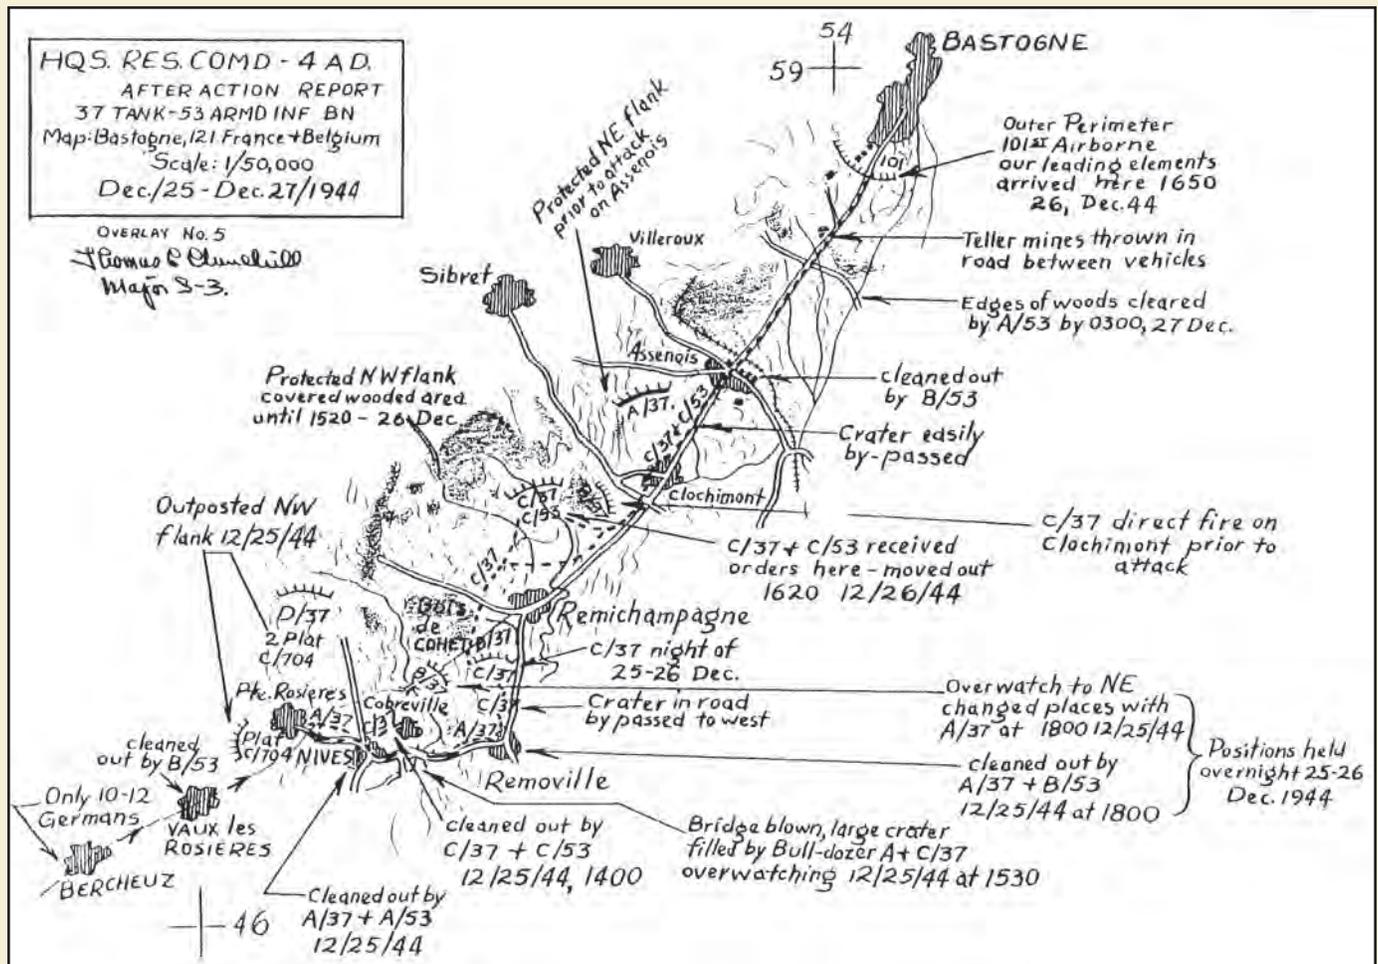 HQS. RES. COMD - 4 A D.
AFTER ACTION REPORT
37 TANK-53 ARMD INF BN
Map: Bastogne, 121 France + Belgium
Scale: 1/50,000
Dec./25 - Dec. 27/1944
OVERLAY No. 5
Major S-3.
54
59
BASTOGNE
Outer Perimeter
101st Airborne
our leading elements
arrived here 1650
26, Dec. 44
101
Protected NE flank
prior to attack
on Assenois
Villeroux
Teller mines thrown in
road between vehicles
Sibret
Edges of woods cleared
by A/53 by 0300, 27 Dec.
Assenois
Protected NW flank
covered wooded area
until 1520 - 26 Dec.
cleaned out
by B/53
A/37.
C/37 + C/53
Crater easily
by-passed
Clochimont
C/37
C/53
Outposted NW
flank 12/25/44
C/37 direct fire on
Clochimont prior to
attack
C/37 + C/53 received
orders here - moved out
1620 12/26/44
C/37
D/37
2 Plat
C/704
Bois
de
COHET
B/37
Remichampagne
C/37
C/37 night of
25-26 Dec.
B/37
Pte. Rosieres
A/37
Cobreville
C/37
Crater in road
by passed to west
Overwatch to NE
changed places with
A/37 at 1800 12/25/44
Positions held
overnight 25-26
Dec. 1944
cleaned out
by B/53
Plat
C/704
NIVES
A/37
Removille
cleaned out by
A/37 + B/53
12/25/44 at 1800
Only 10-12
Germans
VAUX les
ROSIERES
BERCHEUZ
cleaned out by
C/37 + C/53
12/25/44, 1400
Bridge blown, large crater
filled by Bull-dozer A + C/37
overwatching 12/25/44 at 1530
Cleaned out by
A/37 + A/53
12/25/44
46